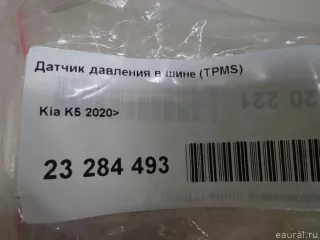 Датчик давления в шине (TPMS)
Kia K5 2020>
23 284 493
eaural.ru